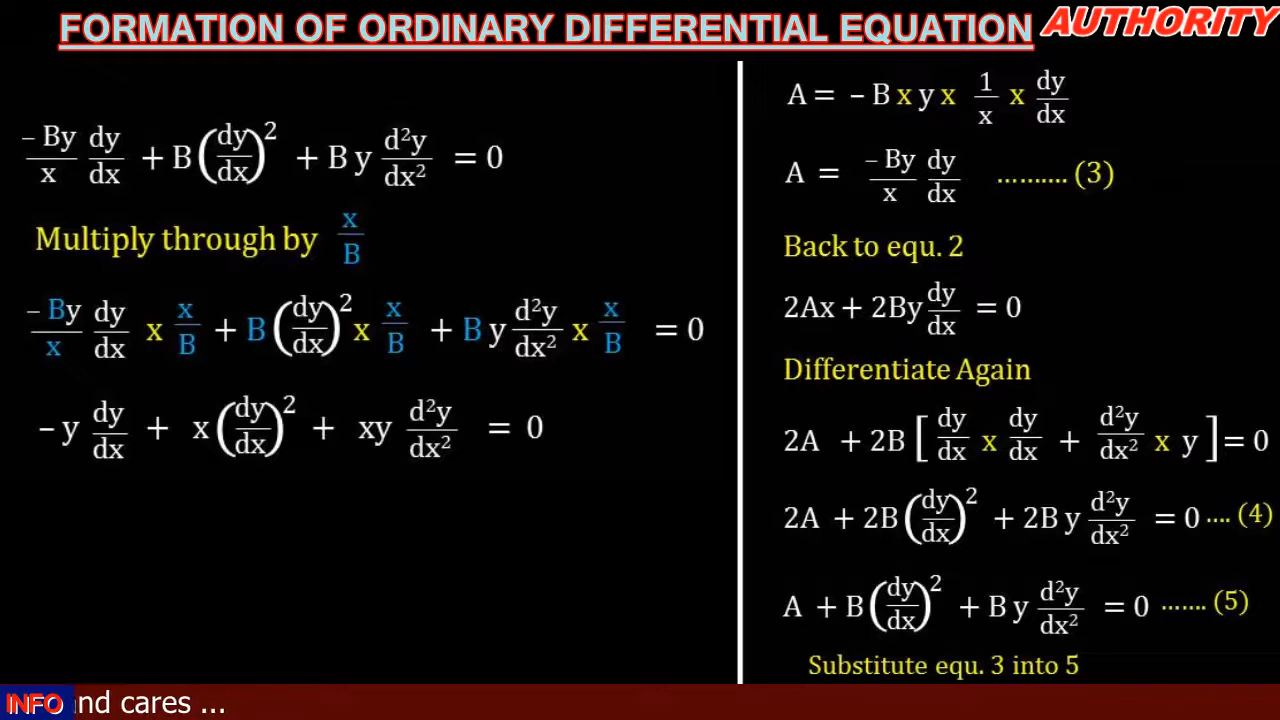 FORMATION OF ORDINARY DIFFERENTIAL EQUATION
AUTHORITY
– By/x dy/dx + B(dy/dx)² + B y d²y/dx² = 0
Multiply through by x/B
– By/x dy/dx x x/B + B(dy/dx)² x x/B + B y d²y/dx² x x/B = 0
– y dy/dx + x(dy/dx)² + xy d²y/dx² = 0
A = – B x y x 1/x x dy/dx
A = – By/x dy/dx .......... (3)
Back to equ. 2
2Ax + 2By dy/dx = 0
Differentiate Again
2A + 2B [dy/dx x dy/dx + d²y/dx² x y] = 0
2A + 2B(dy/dx)² + 2B y d²y/dx² = 0 .... (4)
A + B(dy/dx)² + B y d²y/dx² = 0 ....... (5)
Substitute equ. 3 into 5
INFO nd cares ...